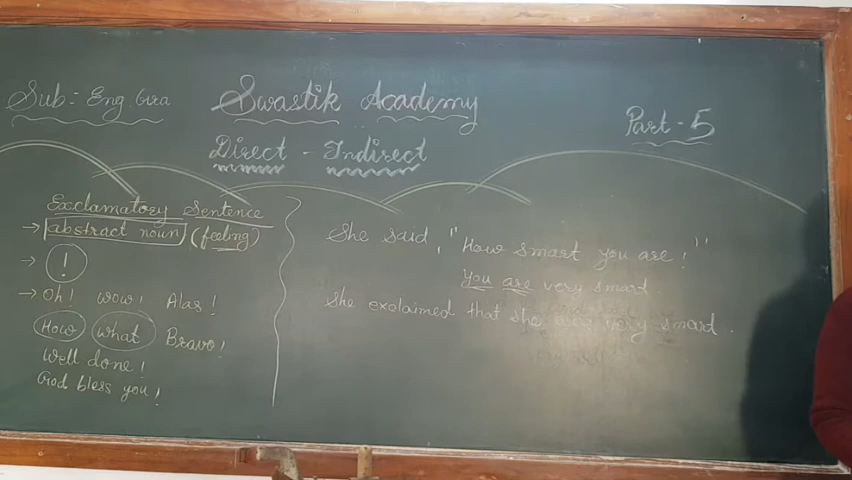 Sub: Eng. Gra
Swastik Academy
Direct - Indirect
Part - 5
Exclamatory Sentence
→ abstract noun (feeling)
→ !
→ Oh! wow! Alas!
How what Bravo!
Well done!
God bless you!
She said, "How smart you are!"
You are very smart.
She exclaimed that she very smart.